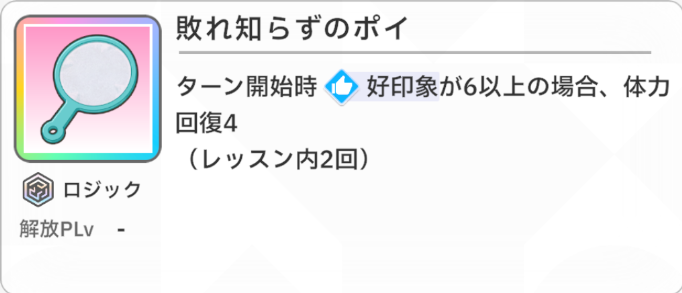 敗れ知らずのポイ
ターン開始時 好印象が6以上の場合、体力
回復4
（レッスン内2回）
ロジック
解放PLv -